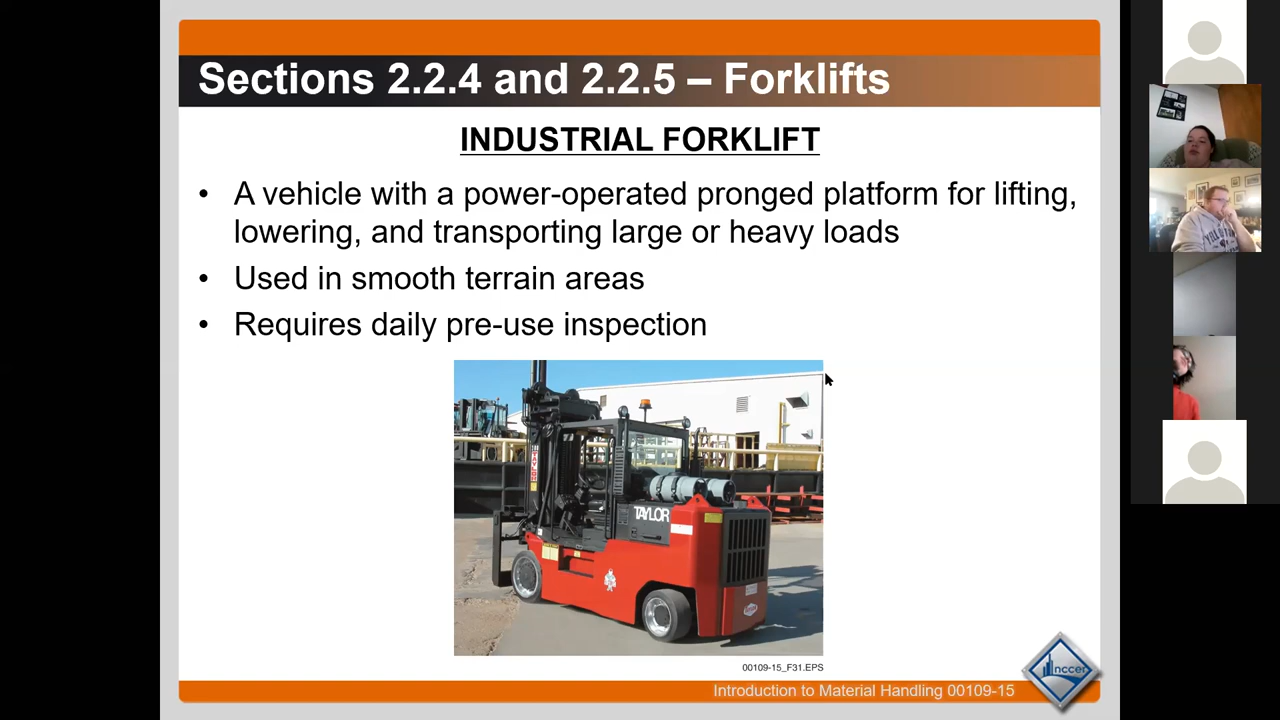 Sections 2.2.4 and 2.2.5 – Forklifts
INDUSTRIAL FORKLIFT
• A vehicle with a power-operated pronged platform for lifting,
lowering, and transporting large or heavy loads
• Used in smooth terrain areas
• Requires daily pre-use inspection
TAYLOR
TAYLOR
00109-15_F31.EPS
nccer
Introduction to Material Handling 00109-15